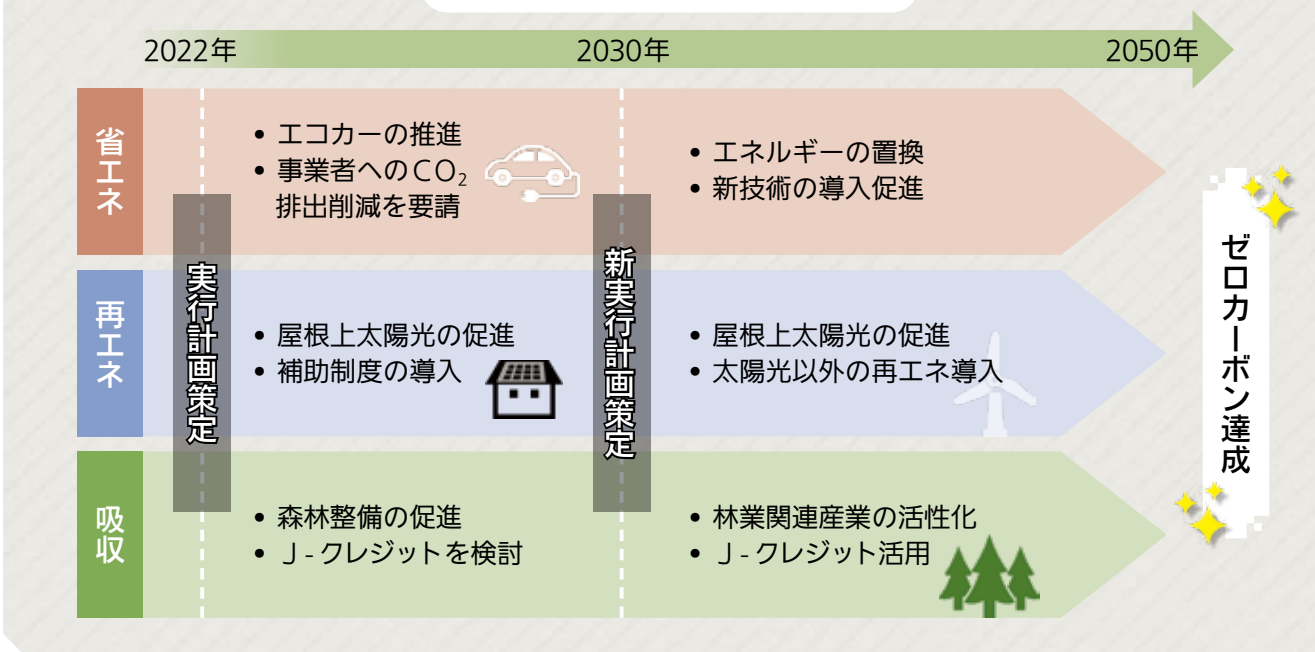 2022年
2030年
2050年
省エネ
• エコカーの推進
• 事業者へのCO₂
排出削減を要請
• エネルギーの置換
• 新技術の導入促進
再エネ
• 屋根上太陽光の促進
• 補助制度の導入
• 屋根上太陽光の促進
• 太陽光以外の再エネ導入
吸収
• 森林整備の促進
• J-クレジットを検討
• 林業関連産業の活性化
• J-クレジット活用
実行計画策定
新実行計画策定
ゼロカーボン達成